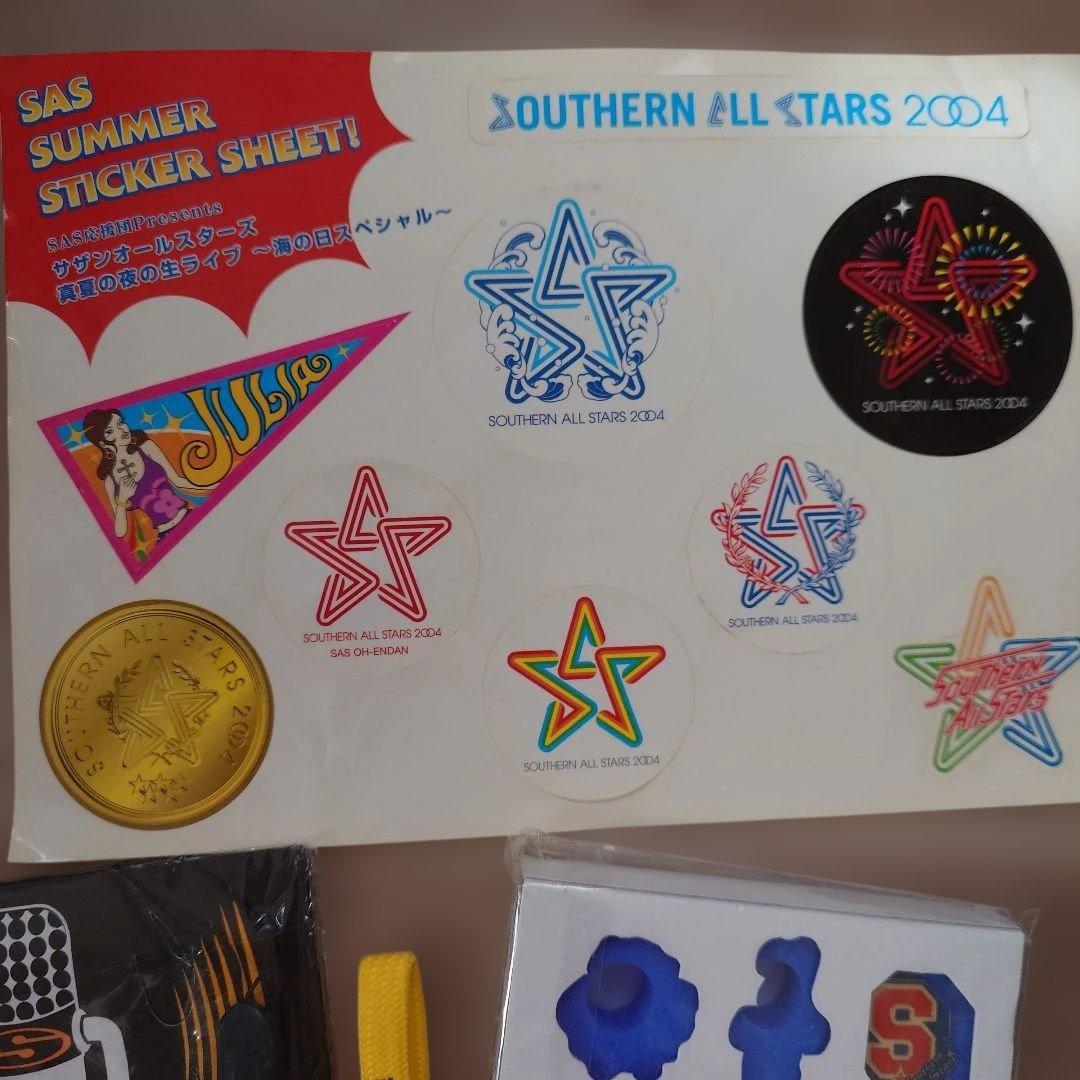 SAS
SUMMER
STICKER SHEET!
SAS応援団Presents
サザンオールスターズ
真夏の夜の生ライブ 〜海の日スペシャル〜
SOUTHERN ALL STARS 2004
SOUTHERN ALL STARS 2004
SOUTHERN ALL STARS 2004
JULIA
SOUTHERN ALL STARS 2004
SAS OH-ENDAN
SOUTHERN ALL STARS 2004
SOUTHERN ALL STARS 2004
SOUTHERN ALL STARS 2004
Southern
All Stars
S
S